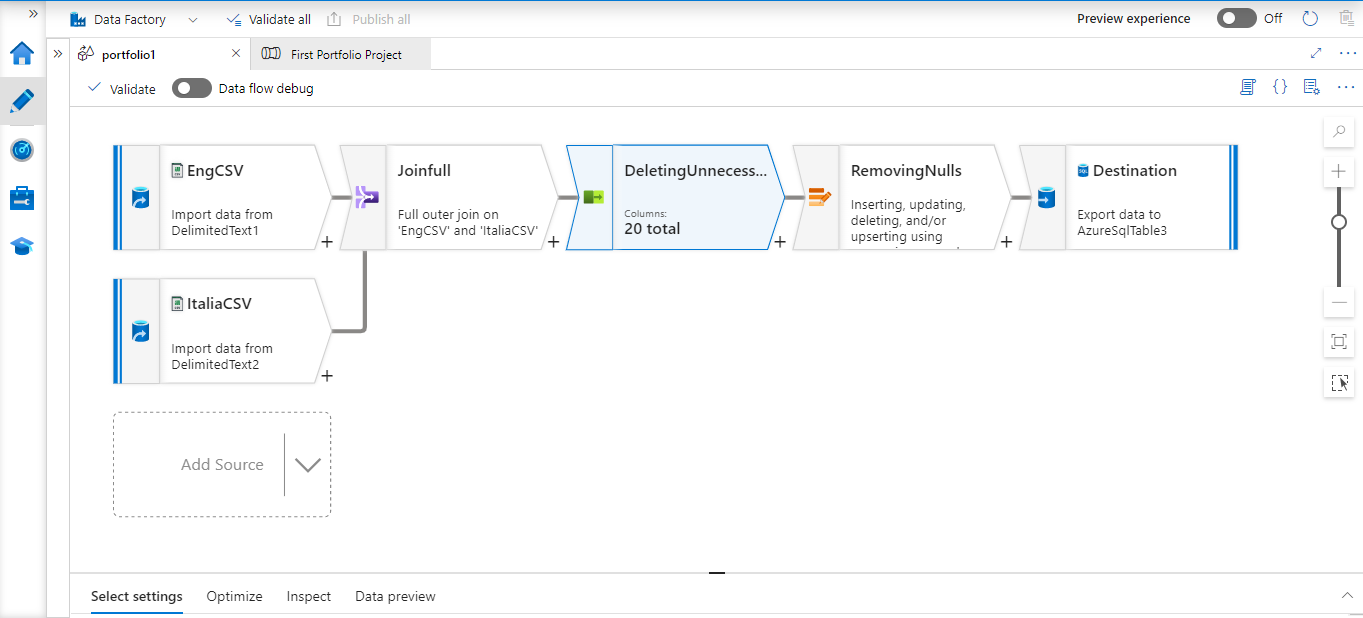 Data Factory
Validate all
Publish all
Preview experience
Off
portfolio1
First Portfolio Project
Validate
Data flow debug
EngCSV
Import data from
DelimitedText1
Joinfull
Full outer join on
'EngCSV' and 'ItaliaCSV'
DeletingUnnecess...
Columns:
20 total
RemovingNulls
Inserting, updating,
deleting, and/or
upserting using
Destination
Export data to
AzureSqlTable3
ItaliaCSV
Import data from
DelimitedText2
Add Source
Select settings
Optimize
Inspect
Data preview